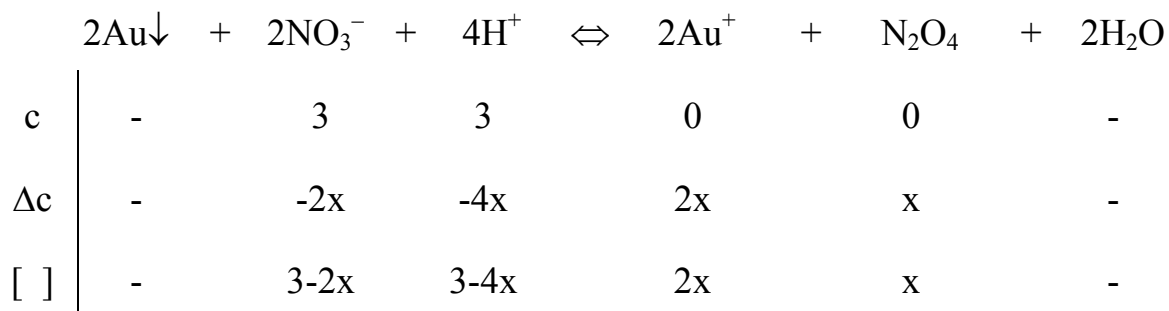 2Au↓ + 2NO₃⁻ + 4H⁺ ⇔ 2Au⁺ + N₂O₄ + 2H₂O
c - 3 3 0 0 -
Δc - -2x -4x 2x x -
[ ] - 3-2x 3-4x 2x x -